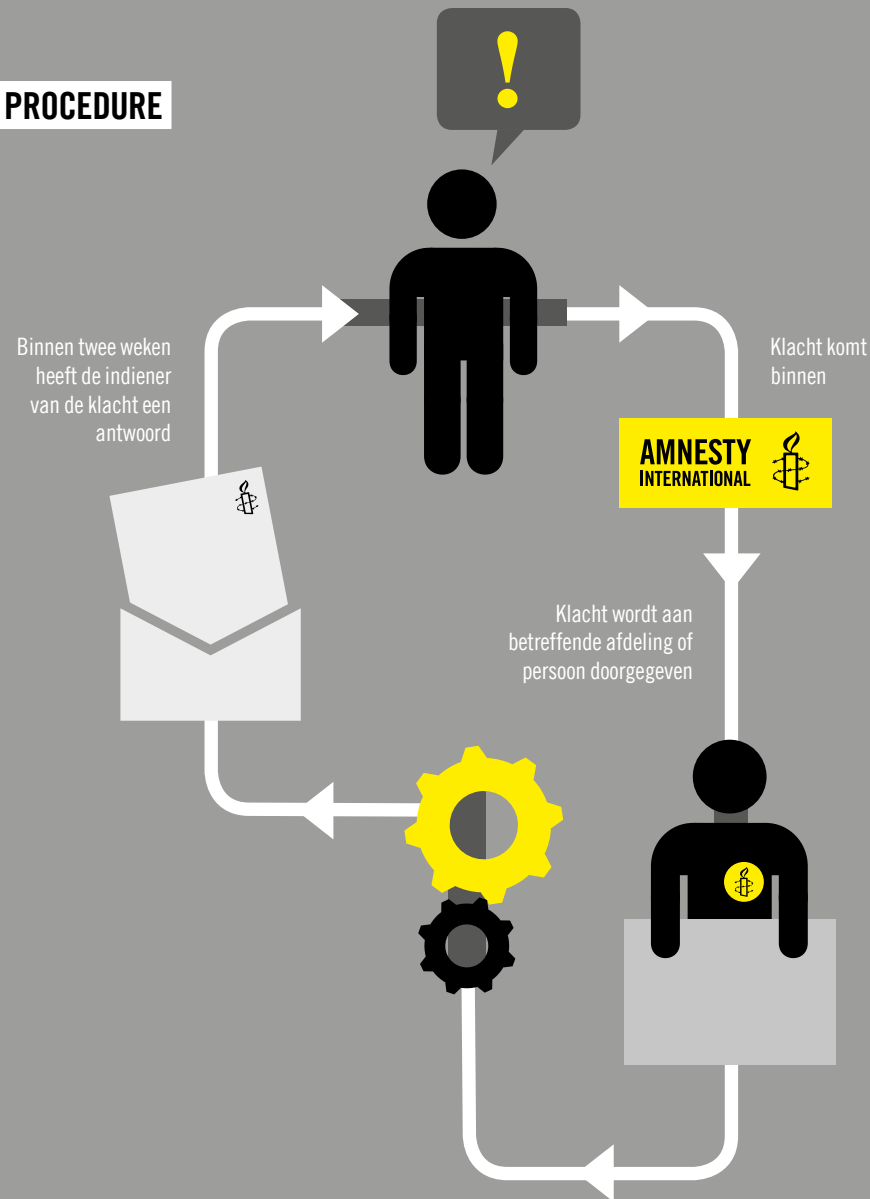 !
PROCEDURE
Klacht komt
binnen
AMNESTY
INTERNATIONAL
Klacht wordt aan
betreffende afdeling of
persoon doorgegeven
Binnen twee weken
heeft de indiener
van de klacht een
antwoord